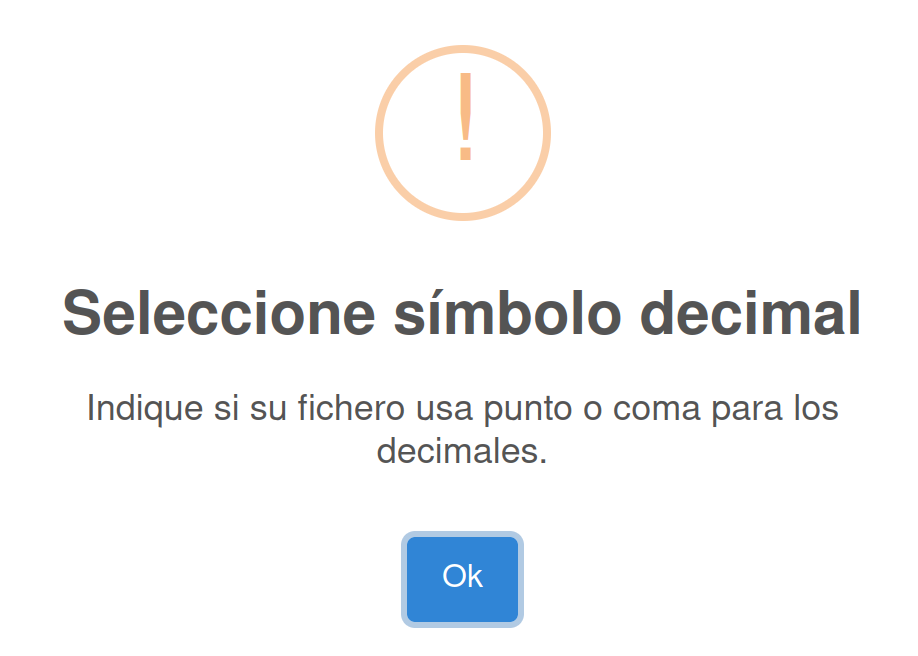 !
Seleccione símbolo decimal
Indique si su fichero usa punto o coma para los
decimales.
Ok